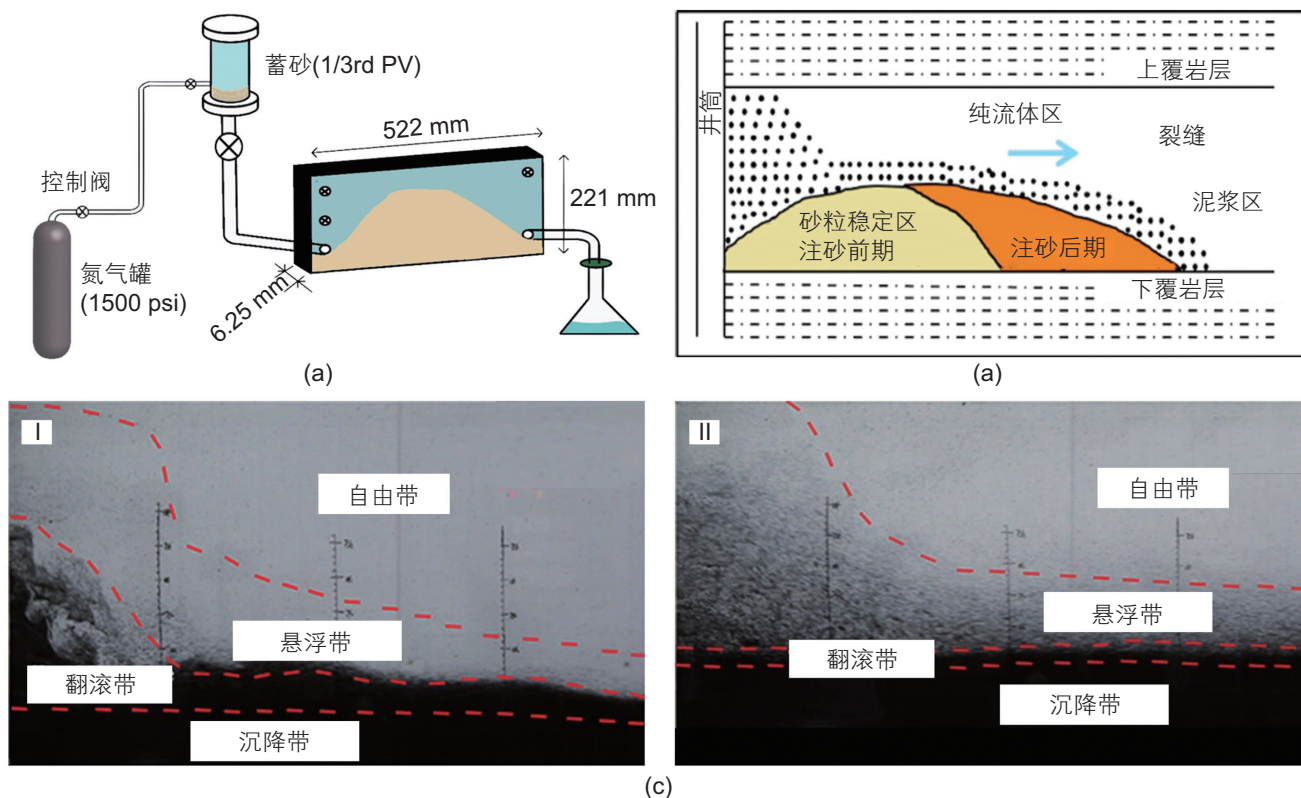 蓄砂(1/3rd PV)
522 mm
221 mm
6.25 mm
控制阀
氮气罐
(1500 psi)
(a)
井筒
上覆岩层
纯流体区
裂缝
泥浆区
砂粒稳定区
注砂前期
注砂后期
下覆岩层
(a)
I
自由带
悬浮带
翻滚带
沉降带
II
自由带
悬浮带
翻滚带
沉降带
(c)